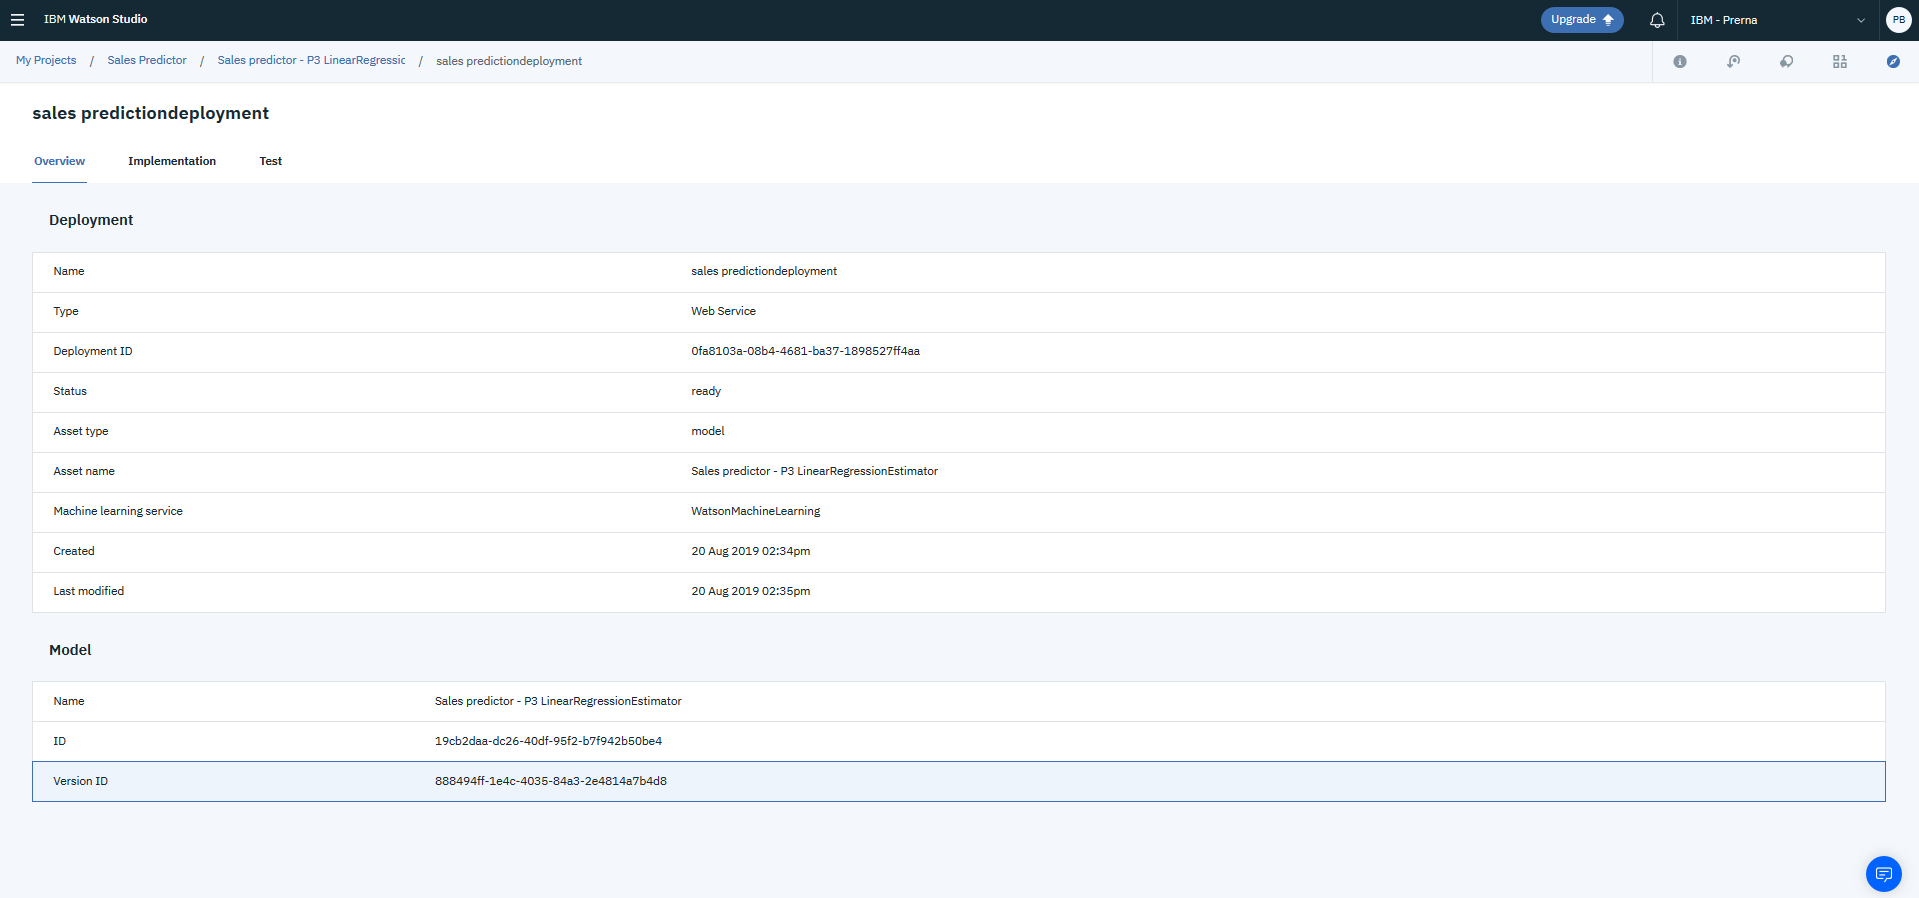 IBM Watson Studio
Upgrade
IBM - Prerna
PB
My Projects / Sales Predictor / Sales predictor - P3 LinearRegressic / sales predictiondeployment
sales predictiondeployment
Overview Implementation Test
Deployment
Name sales predictiondeployment
Type Web Service
Deployment ID 0fa8103a-08b4-4681-ba37-1898527ff4aa
Status ready
Asset type model
Asset name Sales predictor - P3 LinearRegressionEstimator
Machine learning service WatsonMachineLearning
Created 20 Aug 2019 02:34pm
Last modified 20 Aug 2019 02:35pm
Model
Name Sales predictor - P3 LinearRegressionEstimator
ID 19cb2daa-dc26-40df-95f2-b7f942b50be4
Version ID 888494ff-1e4c-4035-84a3-2e4814a7b4d8